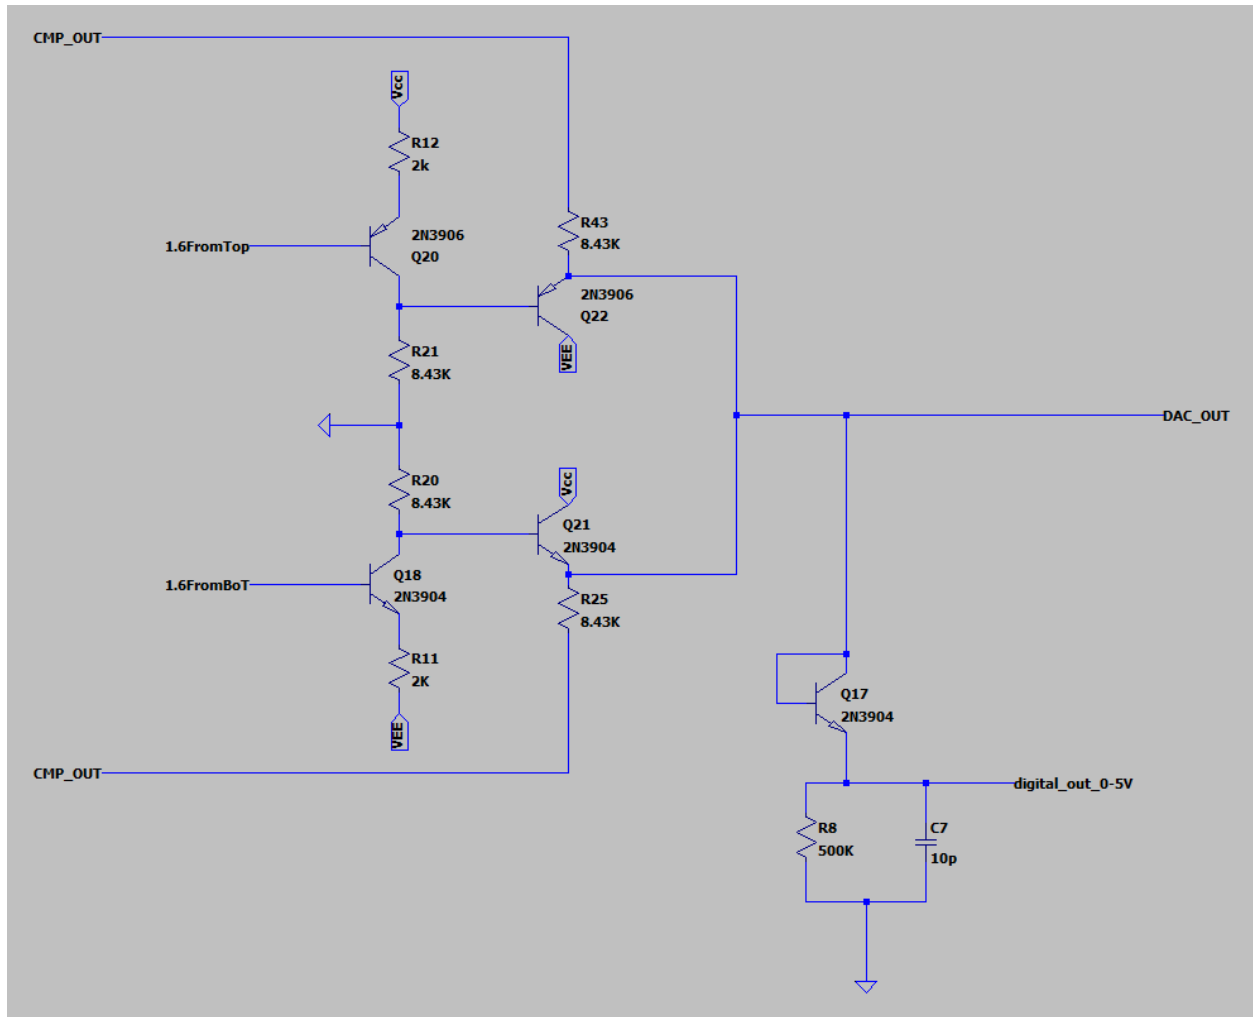 CMP_OUT
Vcc
R12
2k
1.6FromTop
2N3906
Q20
R43
8.43K
2N3906
Q22
VEE
R21
8.43K
DAC_OUT
R20
8.43K
Vcc
Q21
2N3904
1.6FromBoT
Q18
2N3904
R25
8.43K
R11
2K
VEE
Q17
2N3904
CMP_OUT
digital_out_0-5V
R8
500K
C7
10p